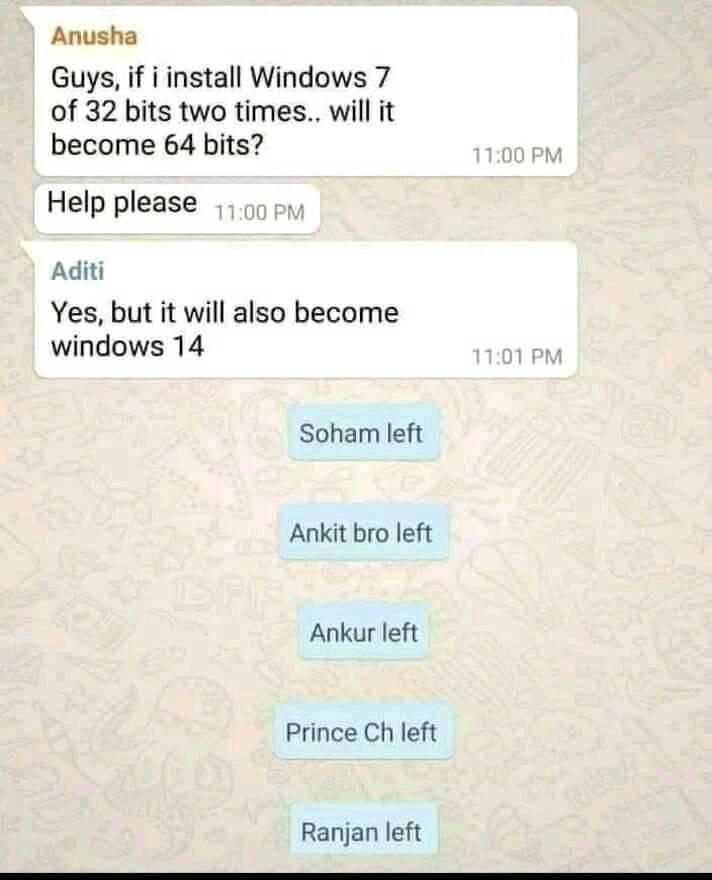 Anusha
Guys, if i install Windows 7
of 32 bits two times.. will it
become 64 bits?
11:00 PM
Help please 11:00 PM
Aditi
Yes, but it will also become
windows 14
11:01 PM
Soham left
Ankit bro left
Ankur left
Prince Ch left
Ranjan left